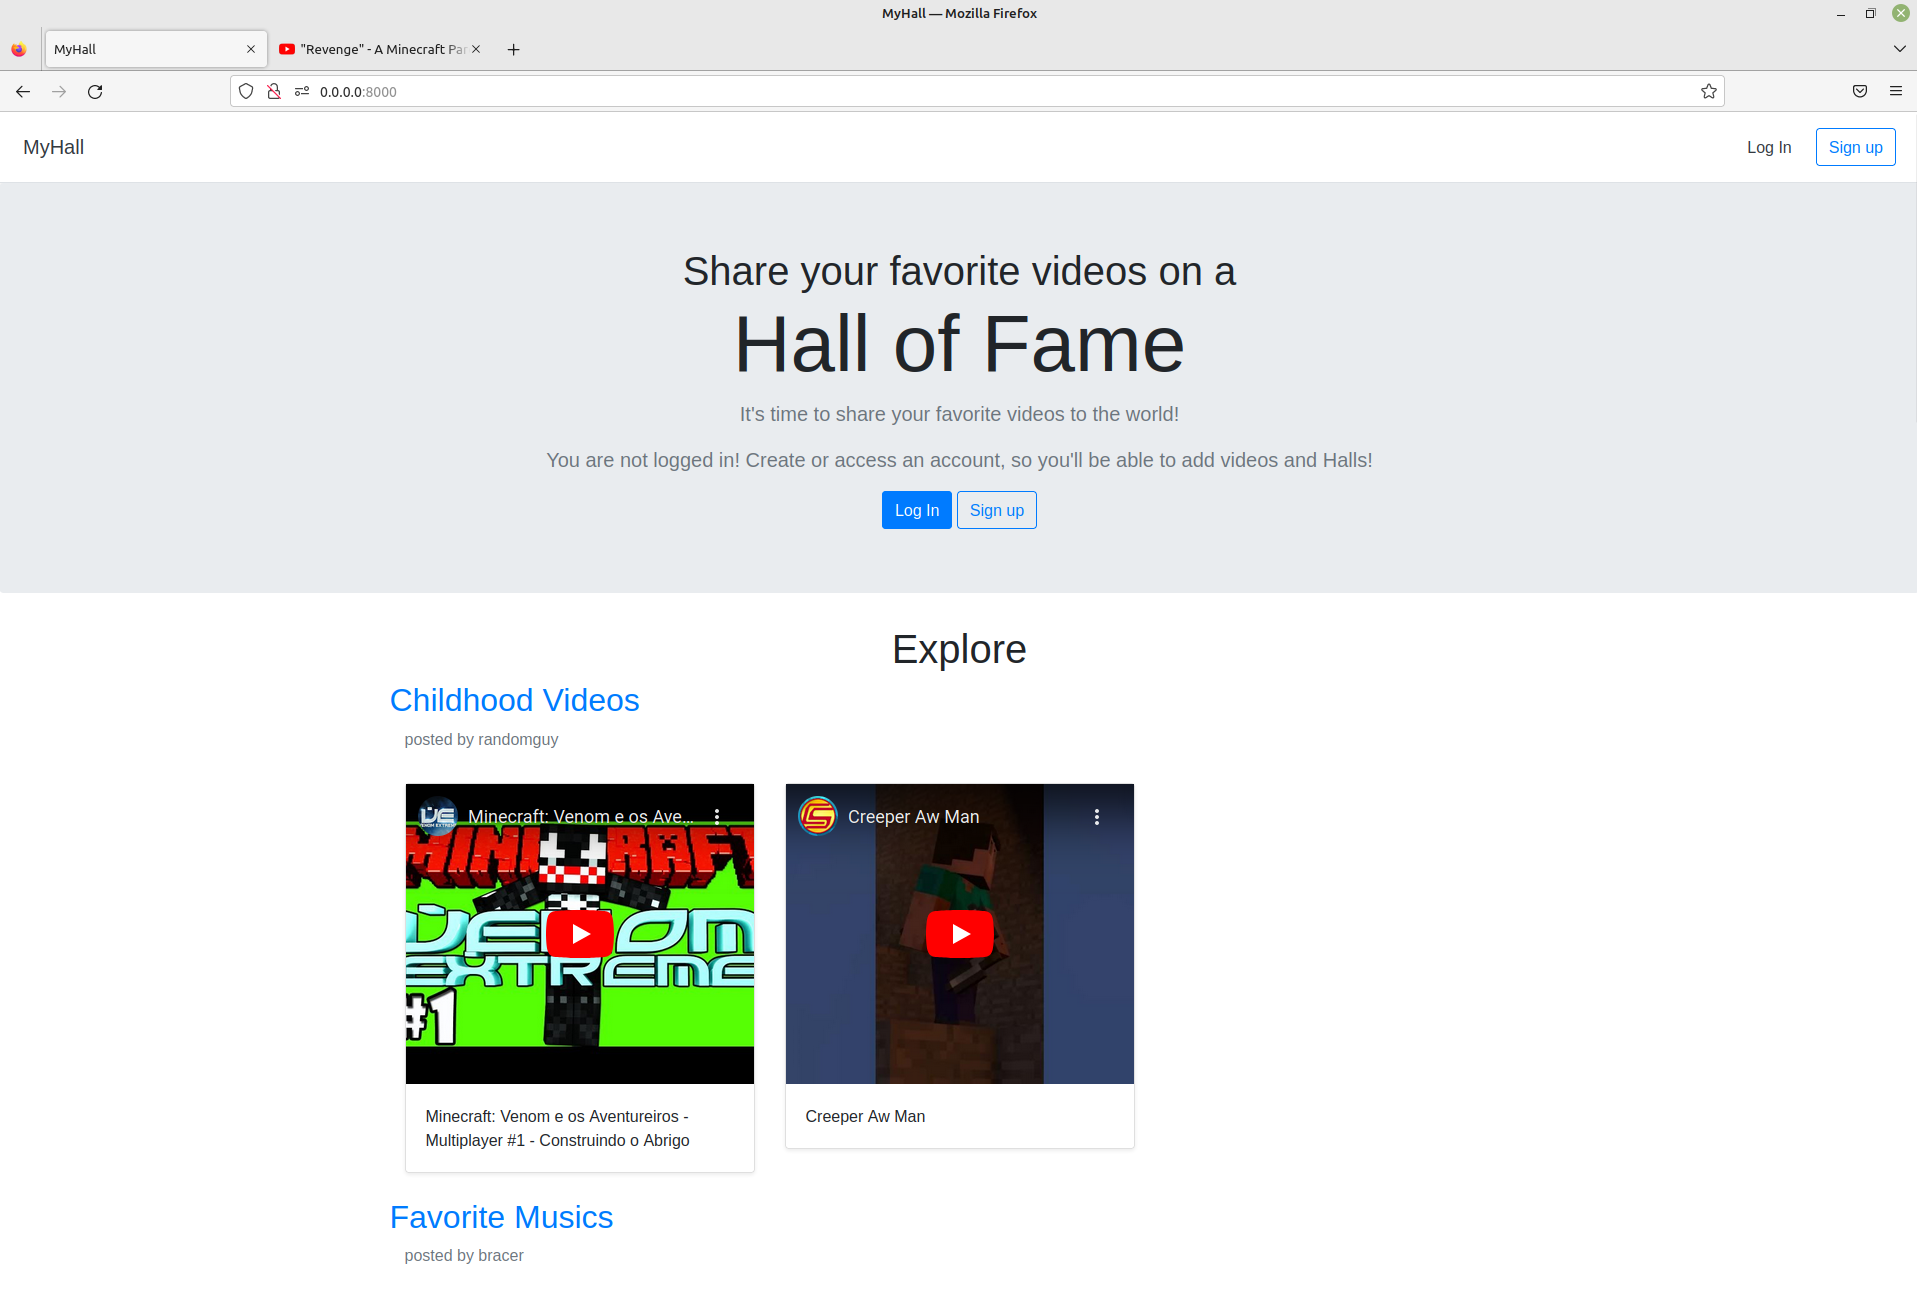 MyHall — Mozilla Firefox
MyHall
"Revenge" - A Minecraft Par
0.0.0.0:8000
MyHall
Log In
Sign up
Share your favorite videos on a
Hall of Fame
It's time to share your favorite videos to the world!
You are not logged in! Create or access an account, so you'll be able to add videos and Halls!
Log In
Sign up
Explore
Childhood Videos
posted by randomguy
Minecraft: Venom e os Ave...
MINECRAFT
VENOM
EXTREME
#1
Creeper Aw Man
Minecraft: Venom e os Aventureiros -
Multiplayer #1 - Construindo o Abrigo
Creeper Aw Man
Favorite Musics
posted by bracer